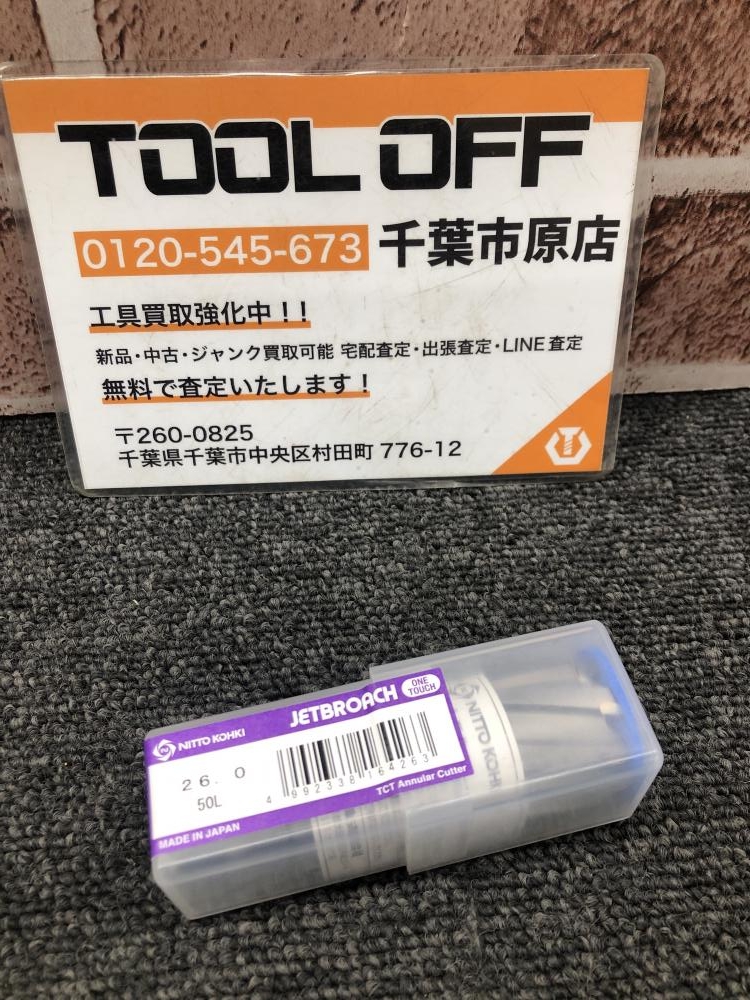 TOOL OFF
0120-545-673 千葉市原店
工具買取強化中!!
新品・中古・ジャンク買取可能 宅配査定・出張査定・LINE査定
無料で査定いたします!
〒260-0825
千葉県千葉市中央区村田町 776-12
NITTO KOHKI
JETBROACH
ONE TOUCH
26.0
50L
4 992338 164263
TCT Annular Cutter
MADE IN JAPAN
NITTO KOHKI